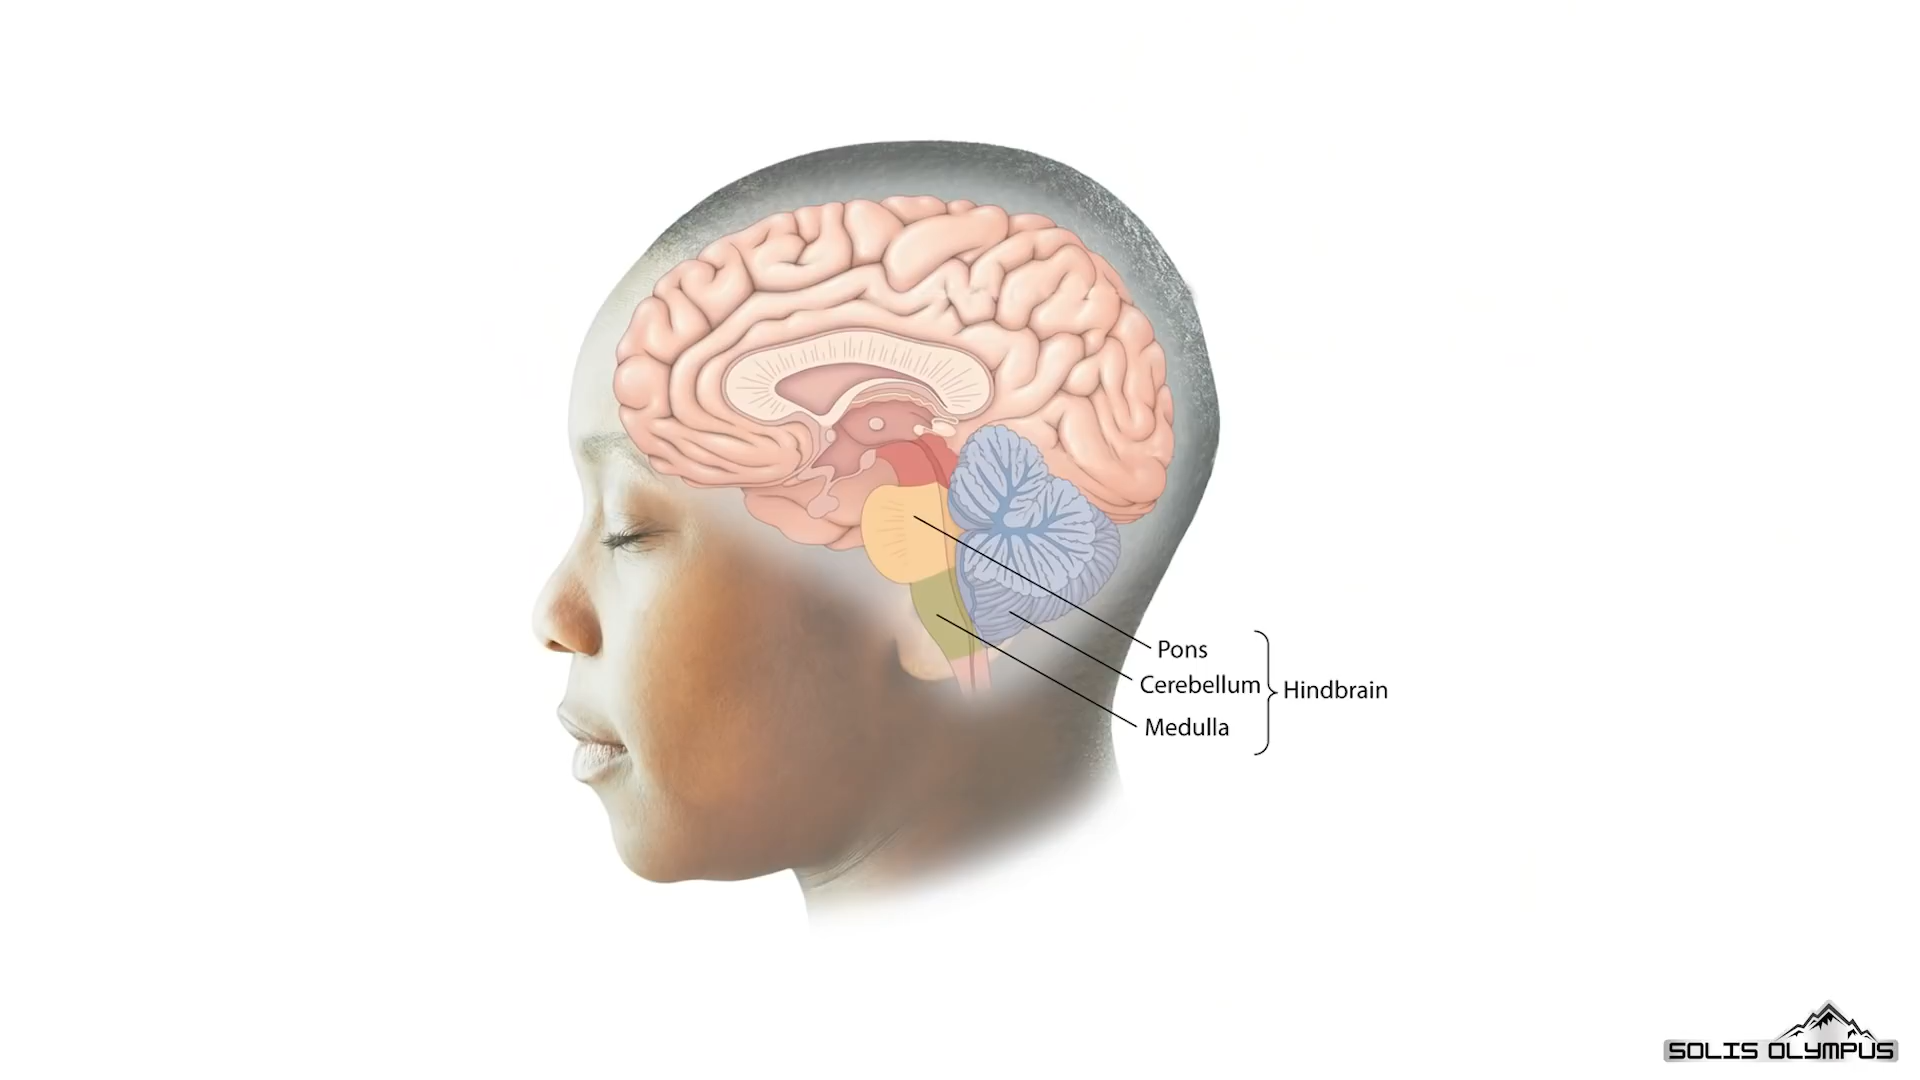 Pons
Cerebellum
Hindbrain
Medulla
SOLIS OLYMPUS